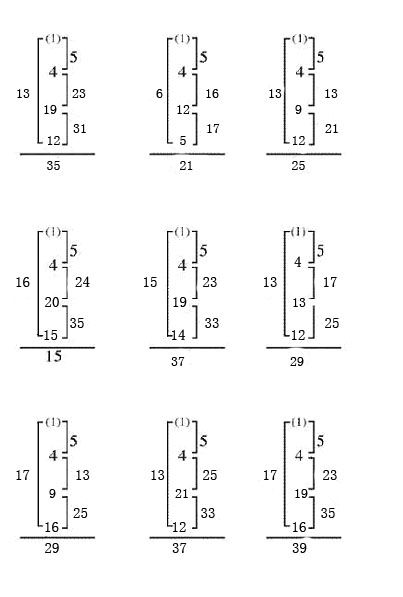 (1) (1) (1)
5 5 5
4 4 4
13 23 6 16 13 13
19 12 9
31 17 21
12 5 12
35 21 25
(1) (1) (1)
5 5 5
4 4 4
16 24 15 23 13 17
20 19 13
35 33 25
15 14 12
15 37 29
(1) (1) (1)
5 5 5
4 4 4
17 13 13 25 17 23
9 21 19
25 33 35
16 12 16
29 37 39